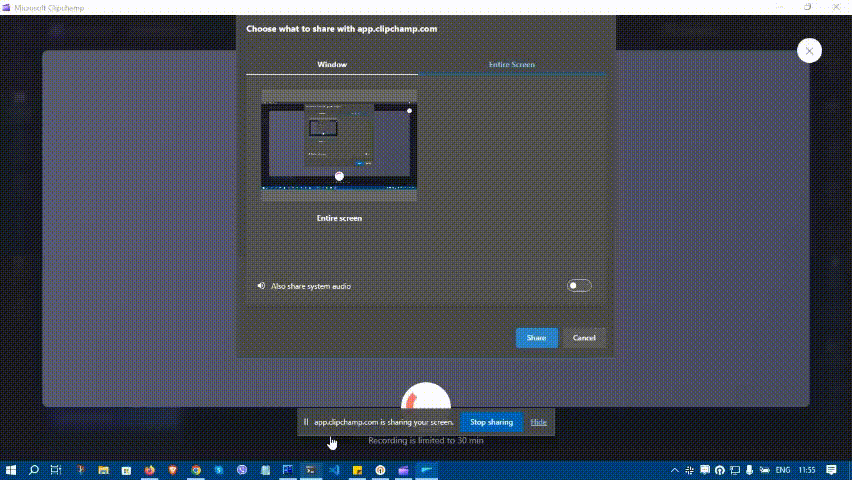 Microsoft Clipchamp
Choose what to share with app.clipchamp.com
Window
Entire Screen
Entire screen
Also share system audio
Share
Cancel
app.clipchamp.com is sharing your screen.
Stop sharing
Hide
Recording is limited to 30 min
ENG
11:55